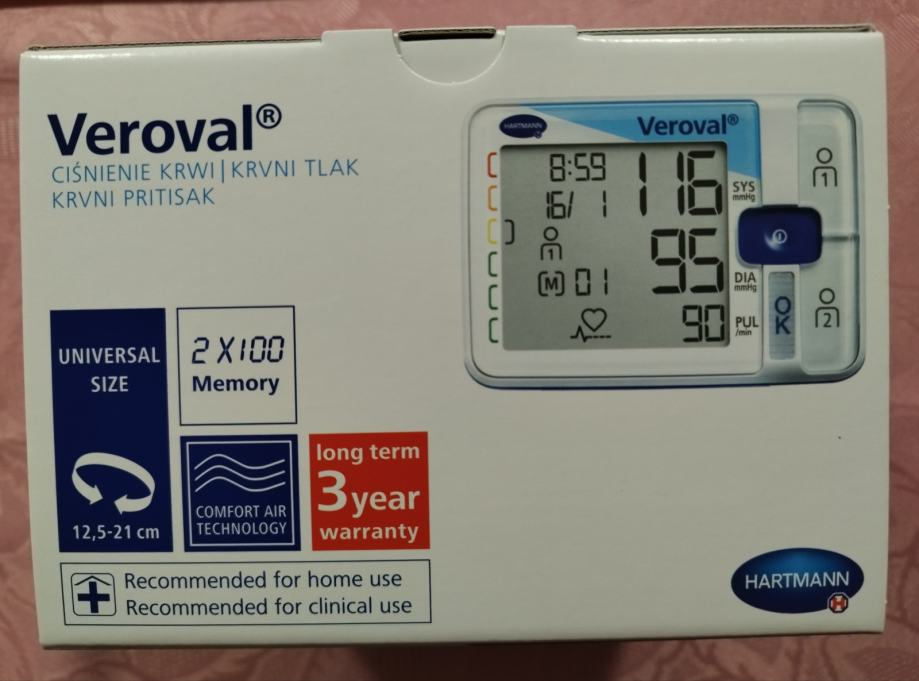 Veroval®
CIŚNIENIE KRWI|KRVNI TLAK
KRVNI PRITISAK
HARTMANN
Veroval®
8:59
116
SYS
mmHg
16/ 1
1
95
DIA
mmHg
M 01
90
PUL
/min
1
OK
2
UNIVERSAL
SIZE
12,5-21 cm
2 X100
Memory
COMFORT AIR
TECHNOLOGY
long term
3 year
warranty
Recommended for home use
Recommended for clinical use
HARTMANN